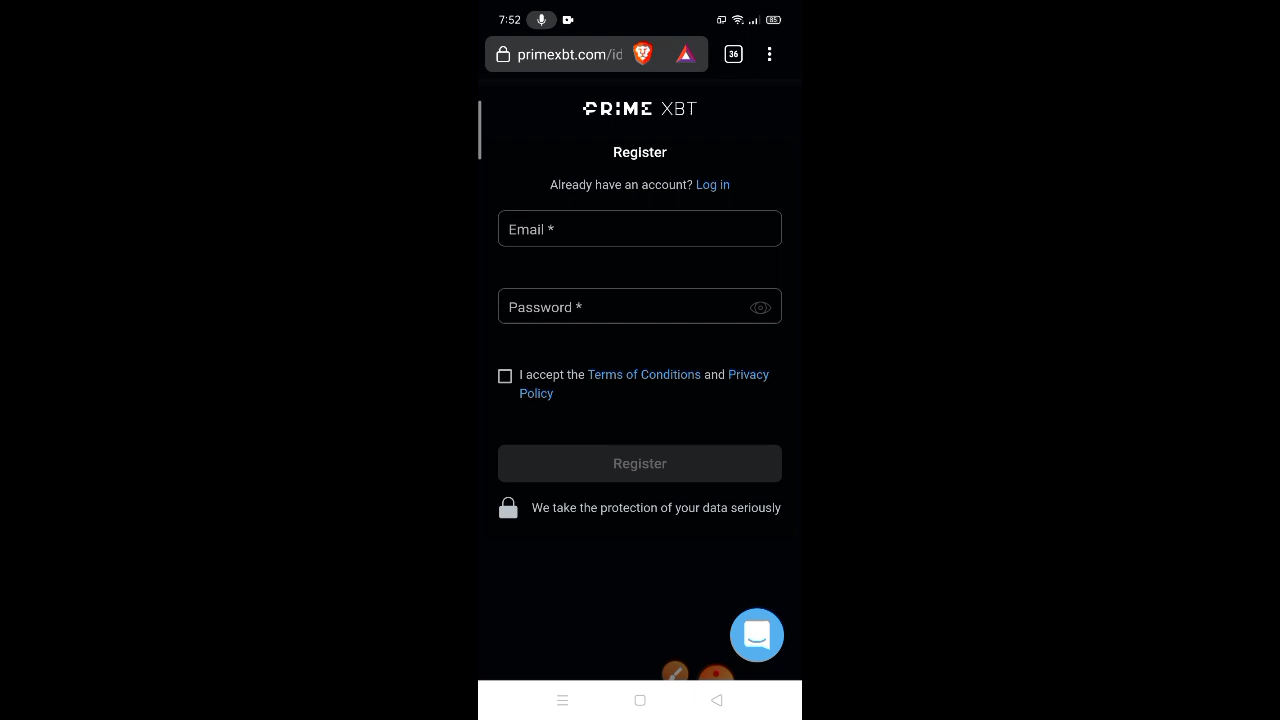 7:52
85
primexbt.com/id
36
PRIME XBT
Register
Already have an account? Log in
Email *
Password *
I accept the Terms of Conditions and Privacy
Policy
Register
We take the protection of your data seriously